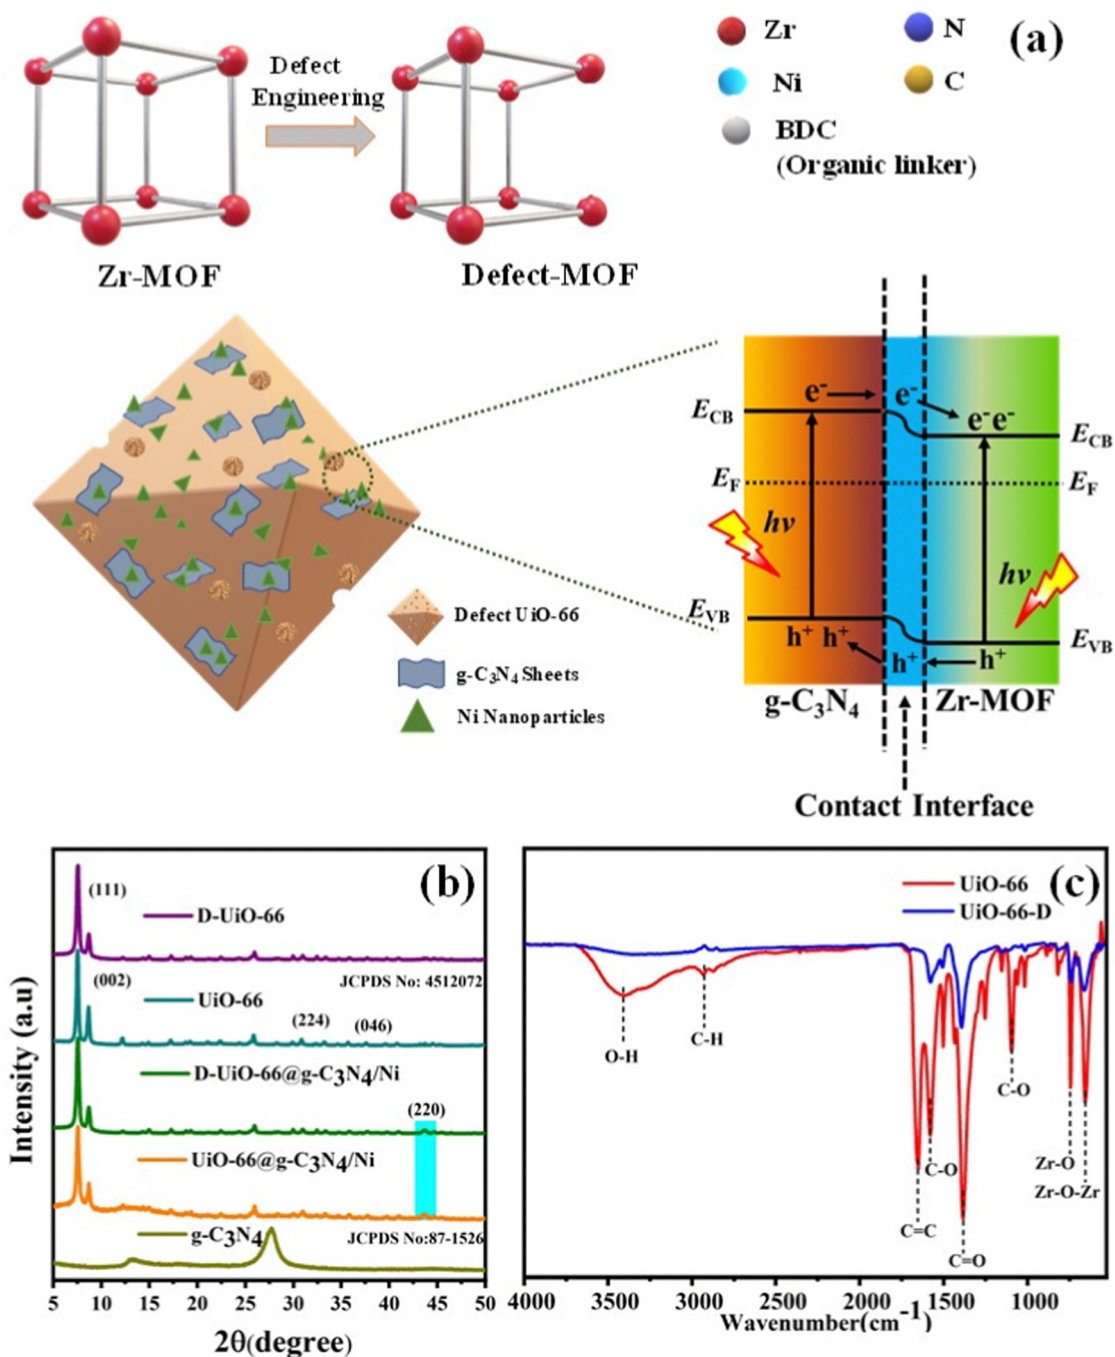 Zr
N
(a)
Ni
C
BDC
(Organic linker)
Defect
Engineering
Zr-MOF
Defect-MOF
Defect UiO-66
g-C₃N₄ Sheets
Ni Nanoparticles
e⁻
e⁻
e⁻e⁻
E_CB
E_CB
E_F
E_F
hν
hν
E_VB
E_VB
h⁺ h⁺
h⁺
h⁺
g-C₃N₄
Zr-MOF
Contact Interface
(b)
(111)
D-UiO-66
(002)
JCPDS No: 4512072
UiO-66
(224)
(046)
D-UiO-66@g-C₃N₄/Ni
(220)
UiO-66@g-C₃N₄/Ni
g-C₃N₄
JCPDS No:87-1526
Intensity (a.u)
5 10 15 20 25 30 35 40 45 50
2θ(degree)
(c)
UiO-66
UiO-66-D
O-H
C-H
C-O
C-O
Zr-O
Zr-O-Zr
C=C
C=O
4000 3500 3000 2500 2000 1500 1000
Wavenumber(cm⁻¹)